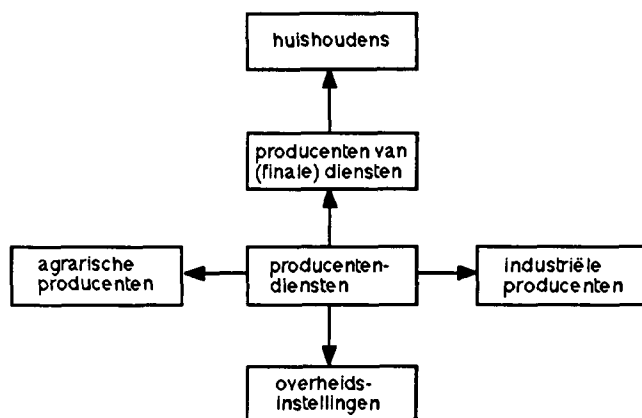 huishoudens
producenten van
(finale) diensten
agrarische
producenten
producenten-
diensten
industriële
producenten
overheids-
instellingen